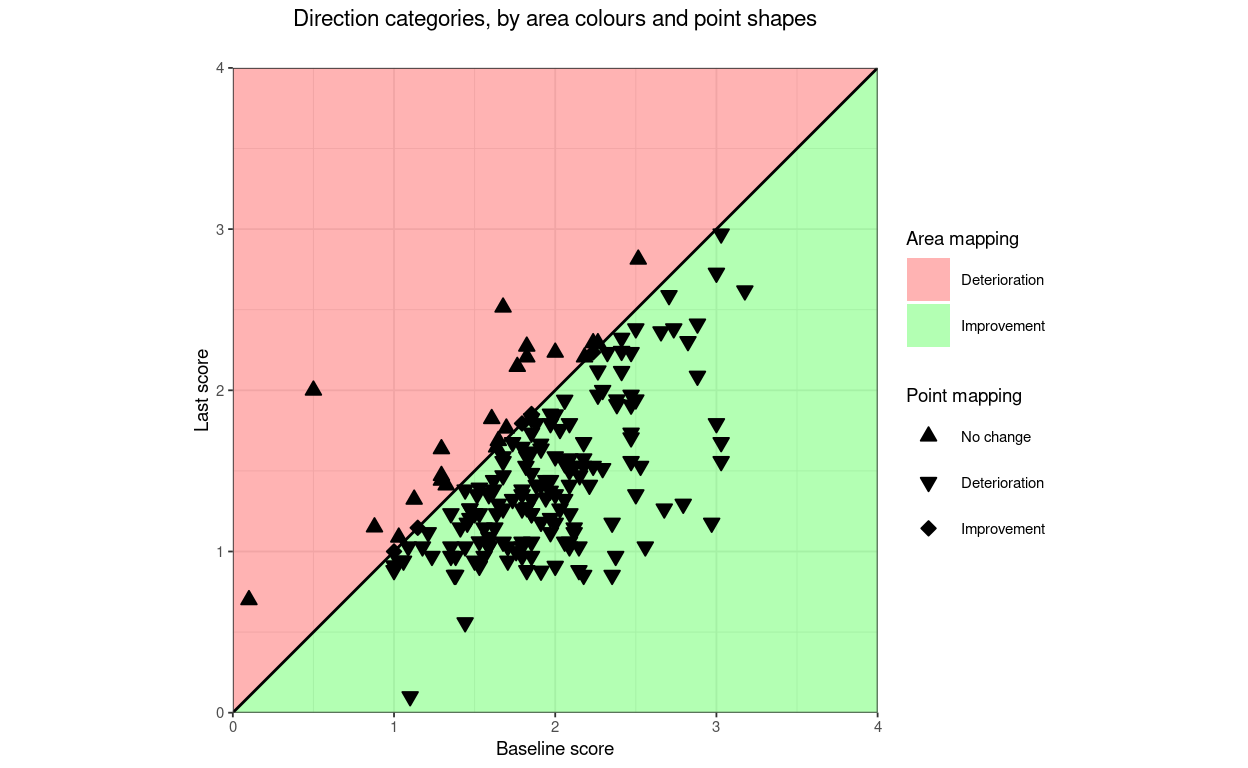 Direction categories, by area colours and point shapes
4
3
2
1
0
0 1 2 3 4
Last score
Baseline score
Area mapping
Deterioration
Improvement
Point mapping
No change
Deterioration
Improvement